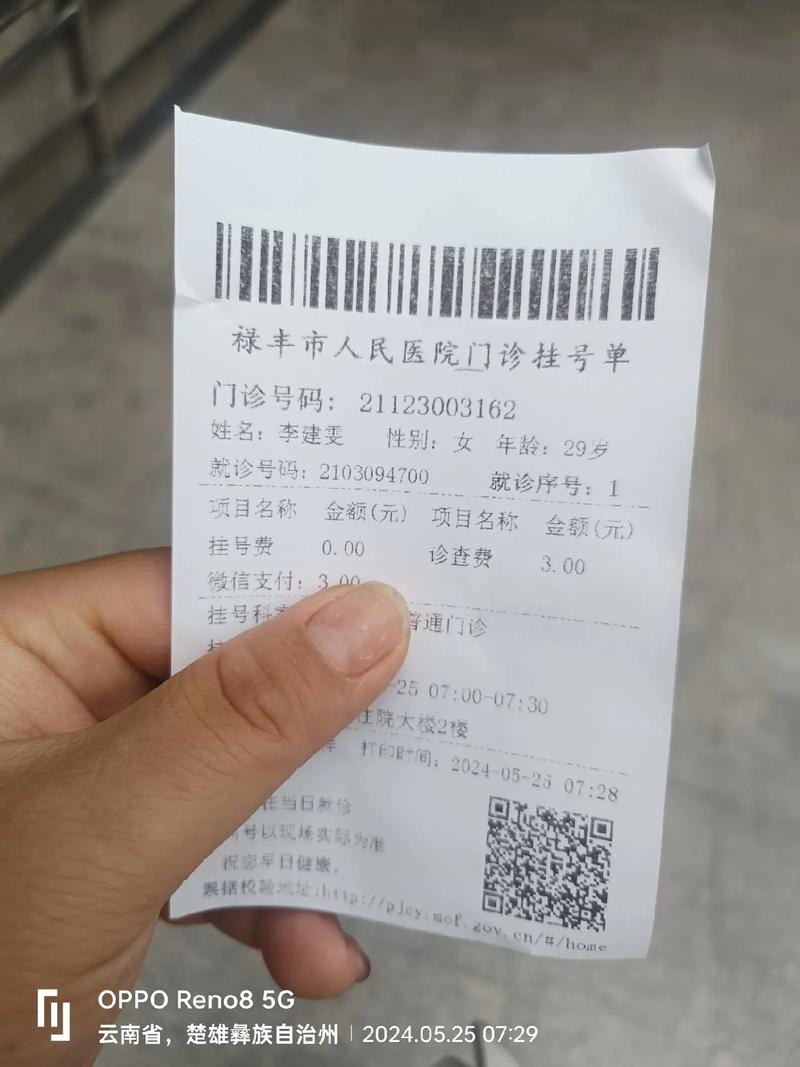 禄丰市人民医院门诊挂号单
门诊号码: 21123003162
姓名: 李建雯 性别: 女 年龄: 29岁
就诊号码: 2103094700 就诊序号: 1
项目名称 金额(元) 项目名称 金额(元)
挂号费 0.00 诊查费 3.00
微信支付: 3.00
挂号科 普通门诊
-25 07:00-07:30
住院大楼2楼
打印时间: 2024-05-25 07:28
在当日就诊
号以现场实际为准
祝您早日健康,
票据校验地址:http://pjcy.mof.gov.cn/#/home
OPPO Reno8 5G
云南省，楚雄彝族自治州 | 2024.05.25 07:29